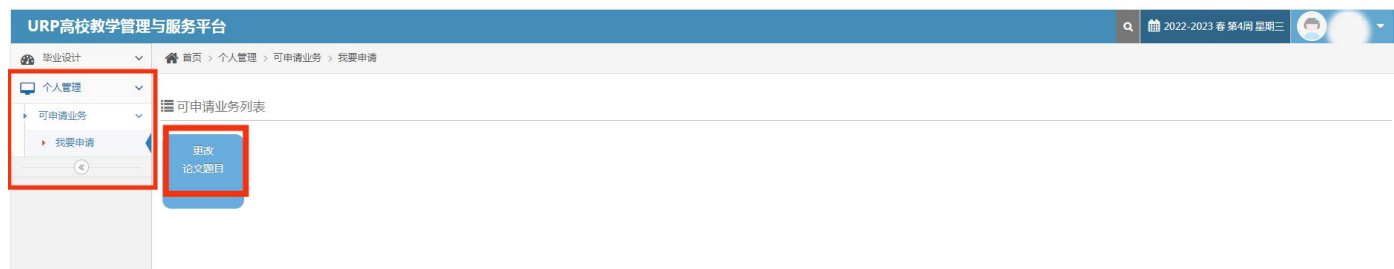 URP高校教学管理与服务平台
2022-2023 春 第4周 星期三
毕业设计
首页 > 个人管理 > 可申请业务 > 我要申请
个人管理
可申请业务列表
可申请业务
我要申请
更改
论文题目